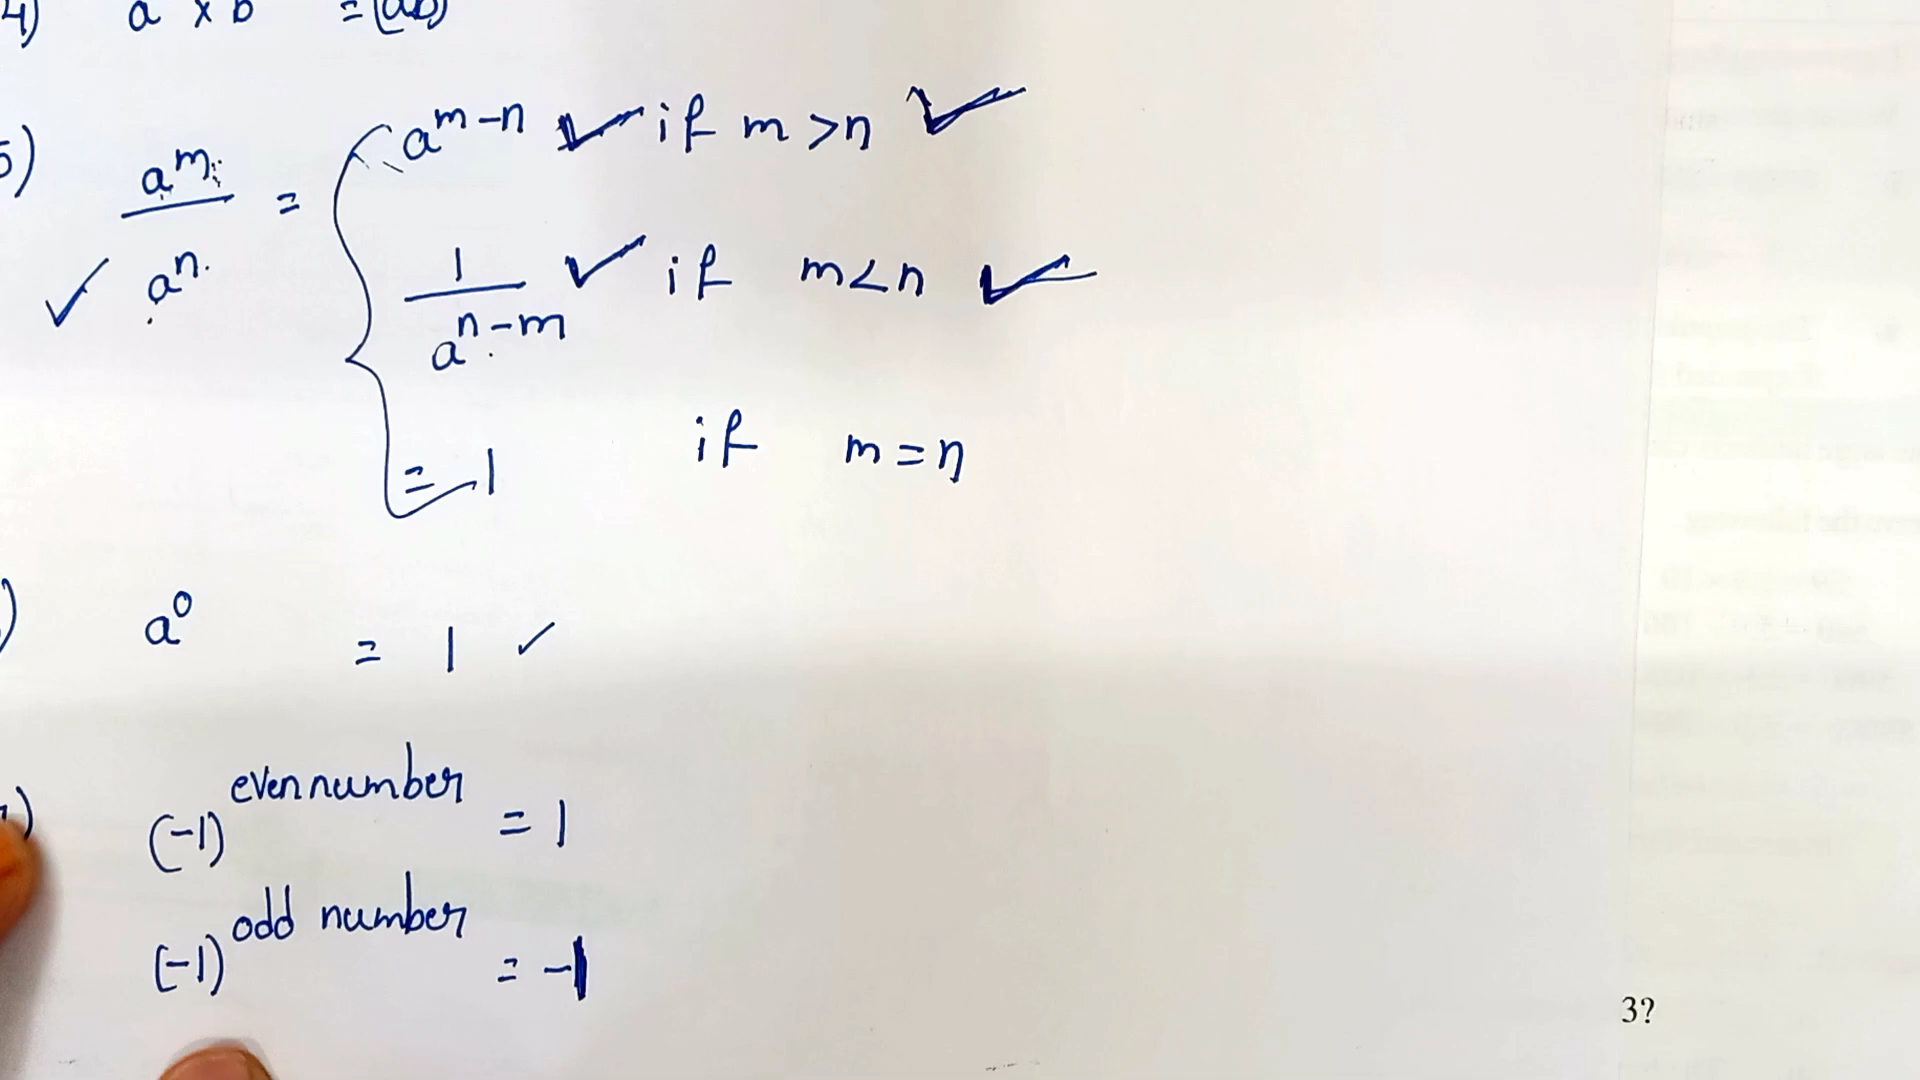 4) a x b = (ab)
5) a^m / a^n = { a^(m-n) ✓ if m > n ✓
✓ 1 / a^(n-m) ✓ if m < n ✓
= 1 if m = n
) a^0 = 1 ✓
) (-1)^even number = 1
(-1)^odd number = -1
3?